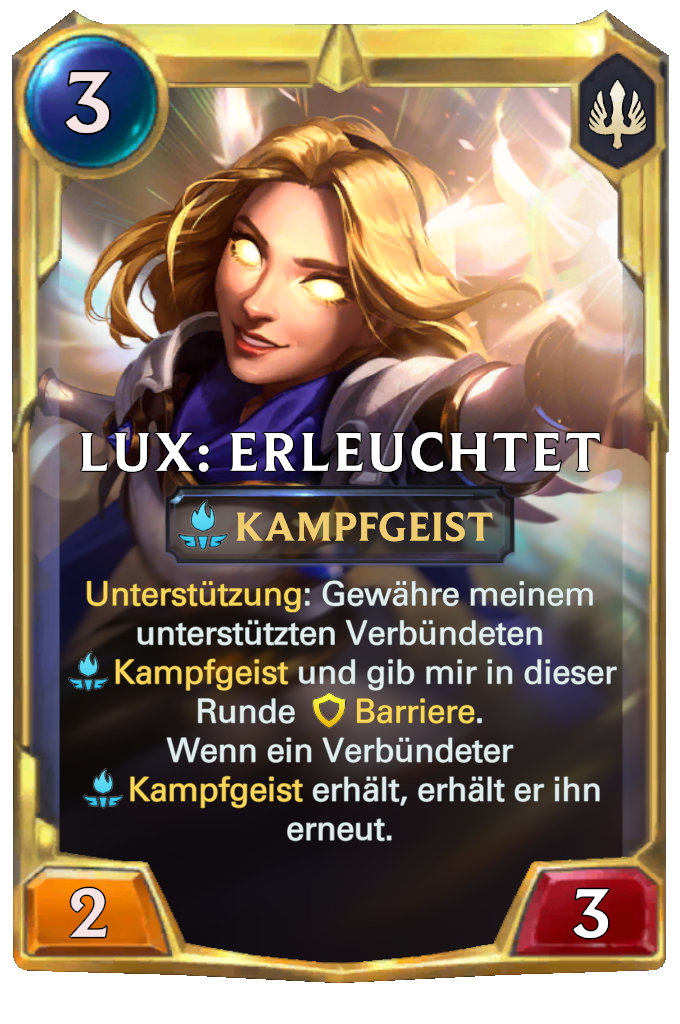 3
LUX: ERLEUCHTET
KAMPFGEIST
Unterstützung: Gewähre meinem
unterstützten Verbündeten
Kampfgeist und gib mir in dieser
Runde Barriere.
Wenn ein Verbündeter
Kampfgeist erhält, erhält er ihn
erneut.
2
3